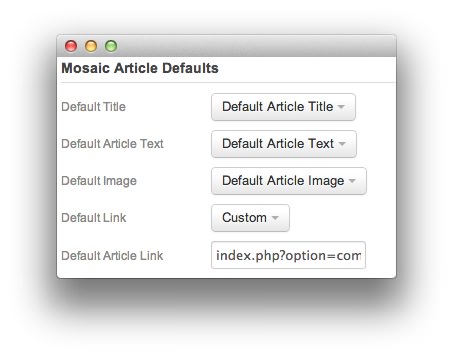 Mosaic Article Defaults
Default Title Default Article Title
Default Article Text Default Article Text
Default Image Default Article Image
Default Link Custom
Default Article Link index.php?option=com